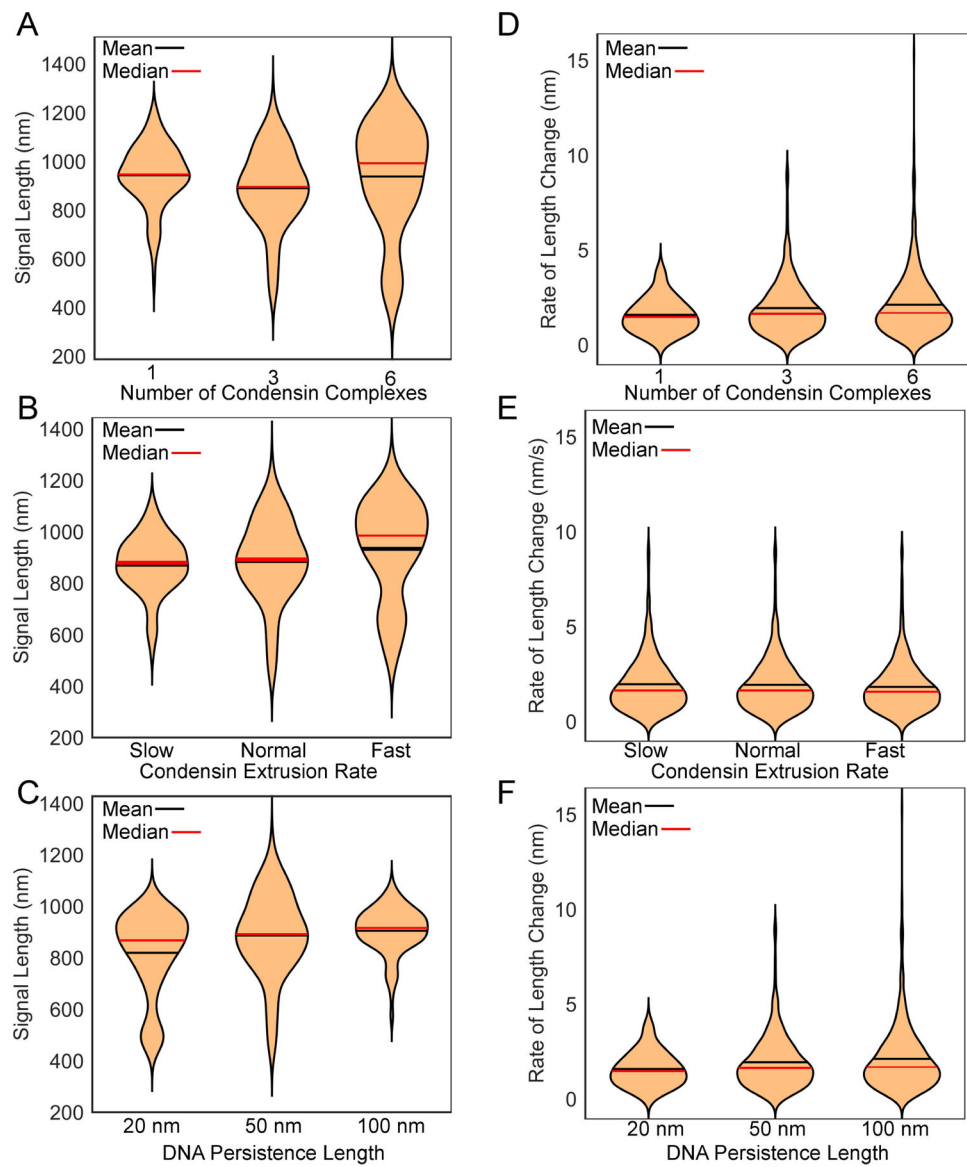 A
Mean
Median
1400
1200
1000
800
600
400
200
Signal Length (nm)
1 3 6
Number of Condensin Complexes
B
Mean
Median
1400
1200
1000
800
600
400
200
Signal Length (nm)
Slow Normal Fast
Condensin Extrusion Rate
C
Mean
Median
1400
1200
1000
800
600
400
200
Signal Length (nm)
20 nm 50 nm 100 nm
DNA Persistence Length
D
Mean
Median
15
10
5
0
Rate of Length Change (nm)
1 3 6
Number of Condensin Complexes
E
Mean
Median
15
10
5
0
Rate of Length Change (nm/s)
Slow Normal Fast
Condensin Extrusion Rate
F
Mean
Median
15
10
5
0
Rate of Length Change (nm)
20 nm 50 nm 100 nm
DNA Persistence Length